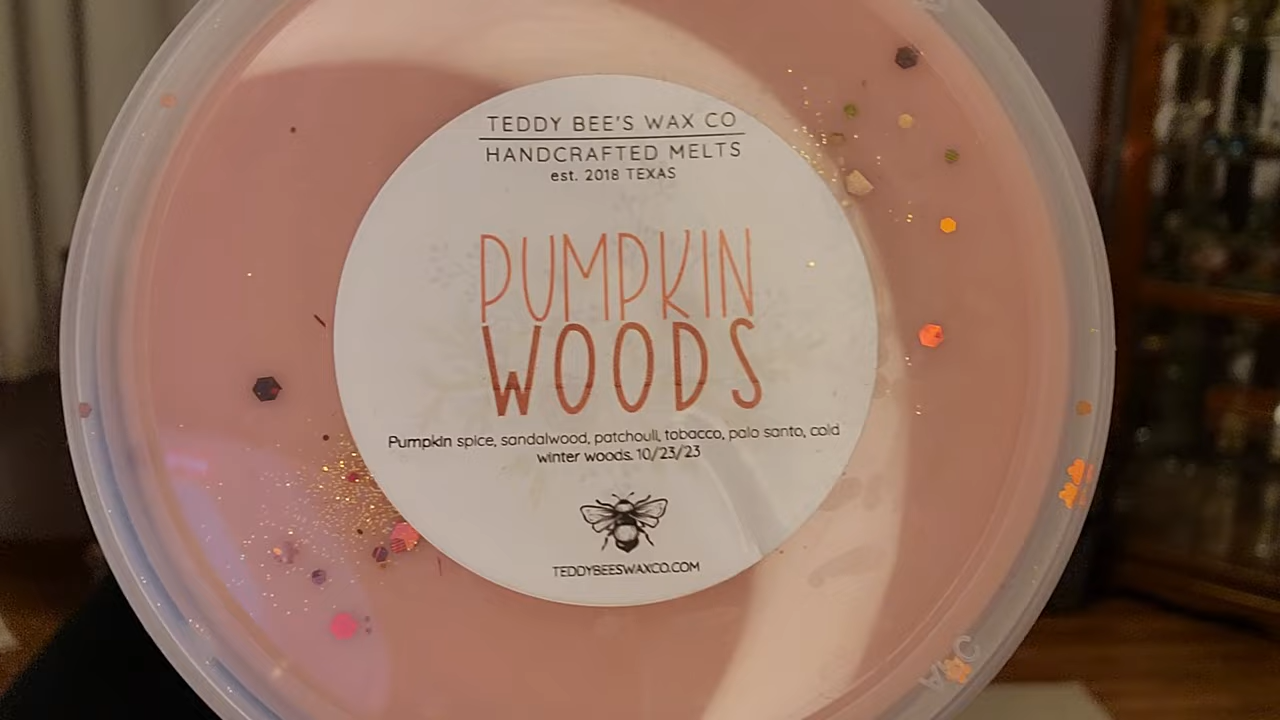 TEDDY BEE'S WAX CO
HANDCRAFTED MELTS
est. 2018 TEXAS
PUMPKIN
WOODS
Pumpkin spice, sandalwood, patchouli, tobacco, palo santo, cold
winter woods. 10/23/23
TEDDYBEESWAXCO.COM